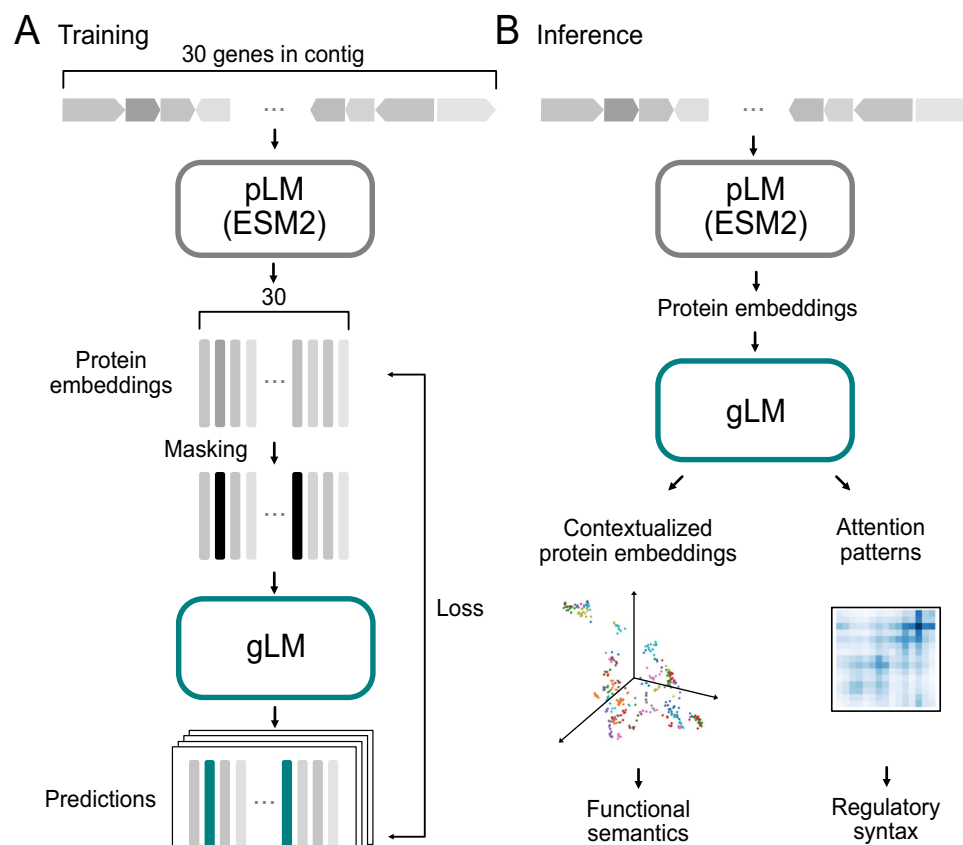 A Training
30 genes in contig
...
pLM
(ESM2)
30
Protein
embeddings
...
Masking
...
gLM
Loss
Predictions
...
B Inference
...
pLM
(ESM2)
Protein embeddings
gLM
Contextualized
protein embeddings
Attention
patterns
Functional
semantics
Regulatory
syntax